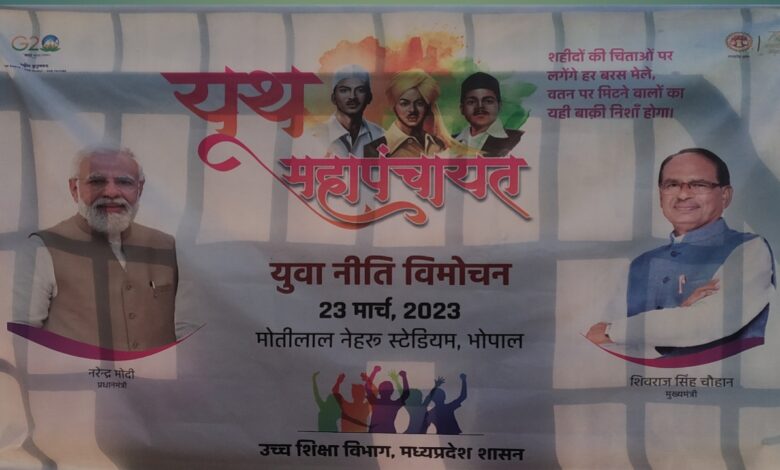 G20
यूथ
महापंचायत
शहीदों की चिताओं पर
लगेंगे हर बरस मेले,
वतन पर मिटने वालों का
यही बाक़ी निशाँ होगा।
युवा नीति विमोचन
23 मार्च, 2023
मोतीलाल नेहरू स्टेडियम, भोपाल
नरेन्द्र मोदी
प्रधानमंत्री
शिवराज सिंह चौहान
मुख्यमंत्री
उच्च शिक्षा विभाग, मध्यप्रदेश शासन